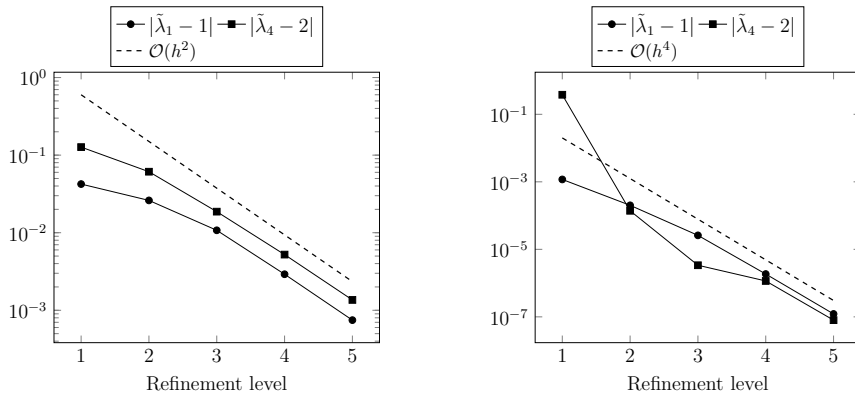 |λ̃₁ − 1| |λ̃₄ − 2|
𝒪(h²)
10⁰
10⁻¹
10⁻²
10⁻³
1 2 3 4 5
Refinement level
|λ̃₁ − 1| |λ̃₄ − 2|
𝒪(h⁴)
10⁻¹
10⁻³
10⁻⁵
10⁻⁷
1 2 3 4 5
Refinement level